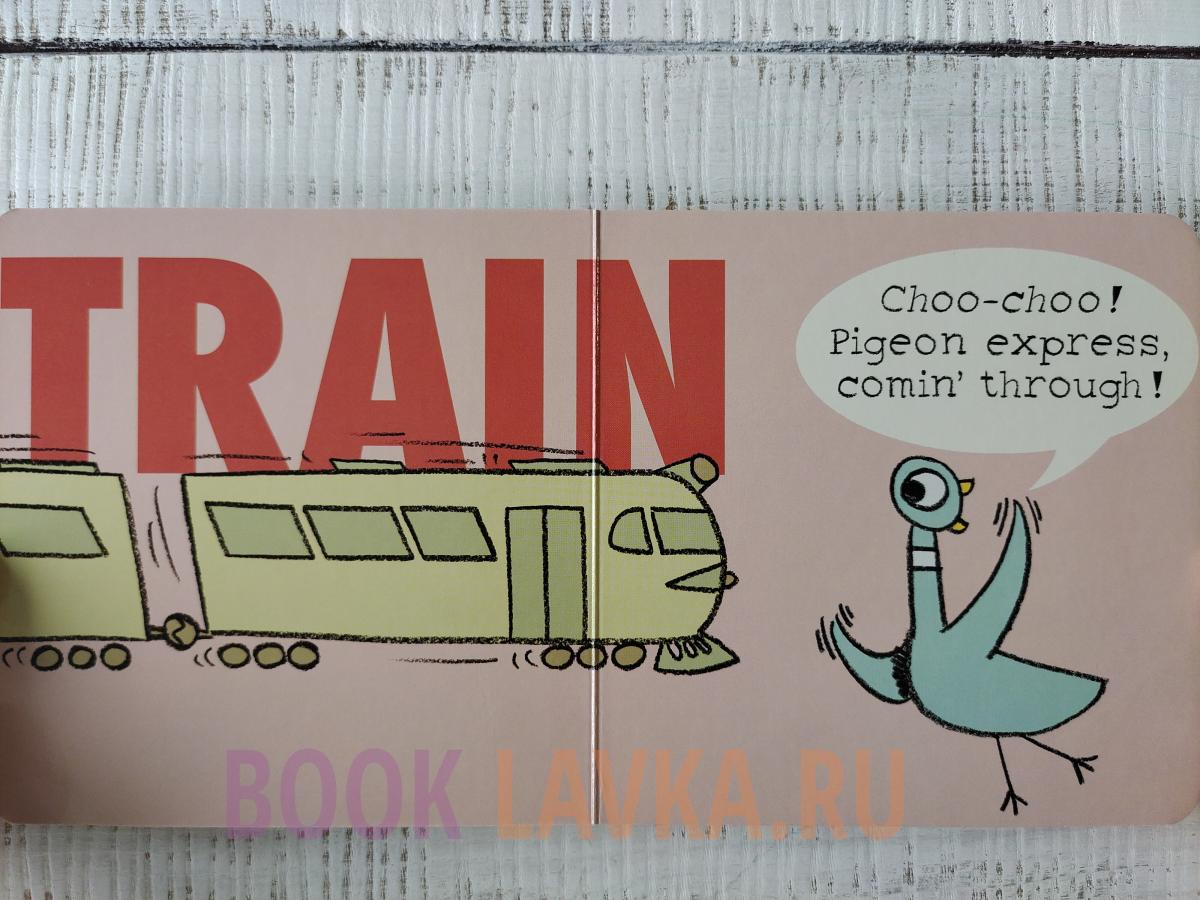 TRAIN
Choo-choo!
Pigeon express,
comin' through!
BOOK LAVKA.RU